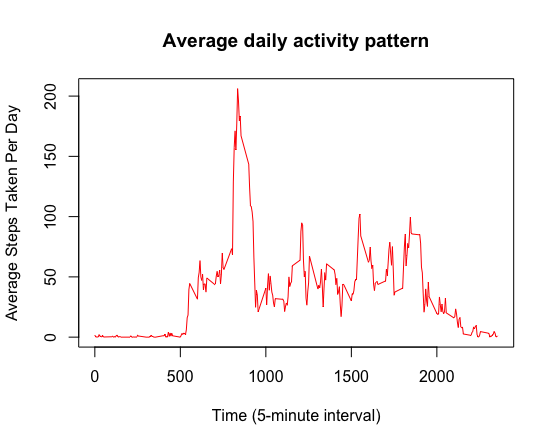 Average daily activity pattern
Average Steps Taken Per Day
200
150
100
50
0
0 500 1000 1500 2000
Time (5-minute interval)